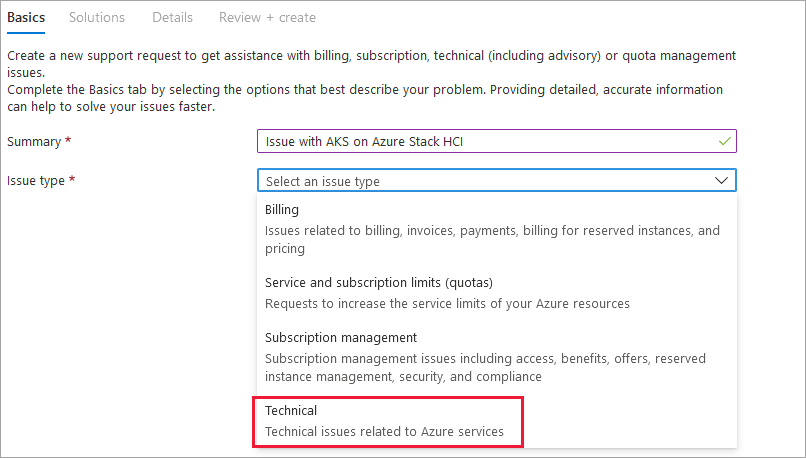 Basics Solutions Details Review + create
Create a new support request to get assistance with billing, subscription, technical (including advisory) or quota management
issues.
Complete the Basics tab by selecting the options that best describe your problem. Providing detailed, accurate information
can help to solve your issues faster.
Summary * Issue with AKS on Azure Stack HCI
Issue type * Select an issue type
Billing
Issues related to billing, invoices, payments, billing for reserved instances, and
pricing
Service and subscription limits (quotas)
Requests to increase the service limits of your Azure resources
Subscription management
Subscription management issues including access, benefits, offers, reserved
instance management, security, and compliance
Technical
Technical issues related to Azure services